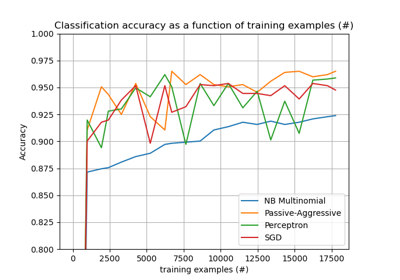 Classification accuracy as a function of training examples (#)
1.000
0.975
0.950
0.925
0.900
0.875
0.850
0.825
0.800
Accuracy
NB Multinomial
Passive-Aggressive
Perceptron
SGD
0 2500 5000 7500 10000 12500 15000 17500
training examples (#)